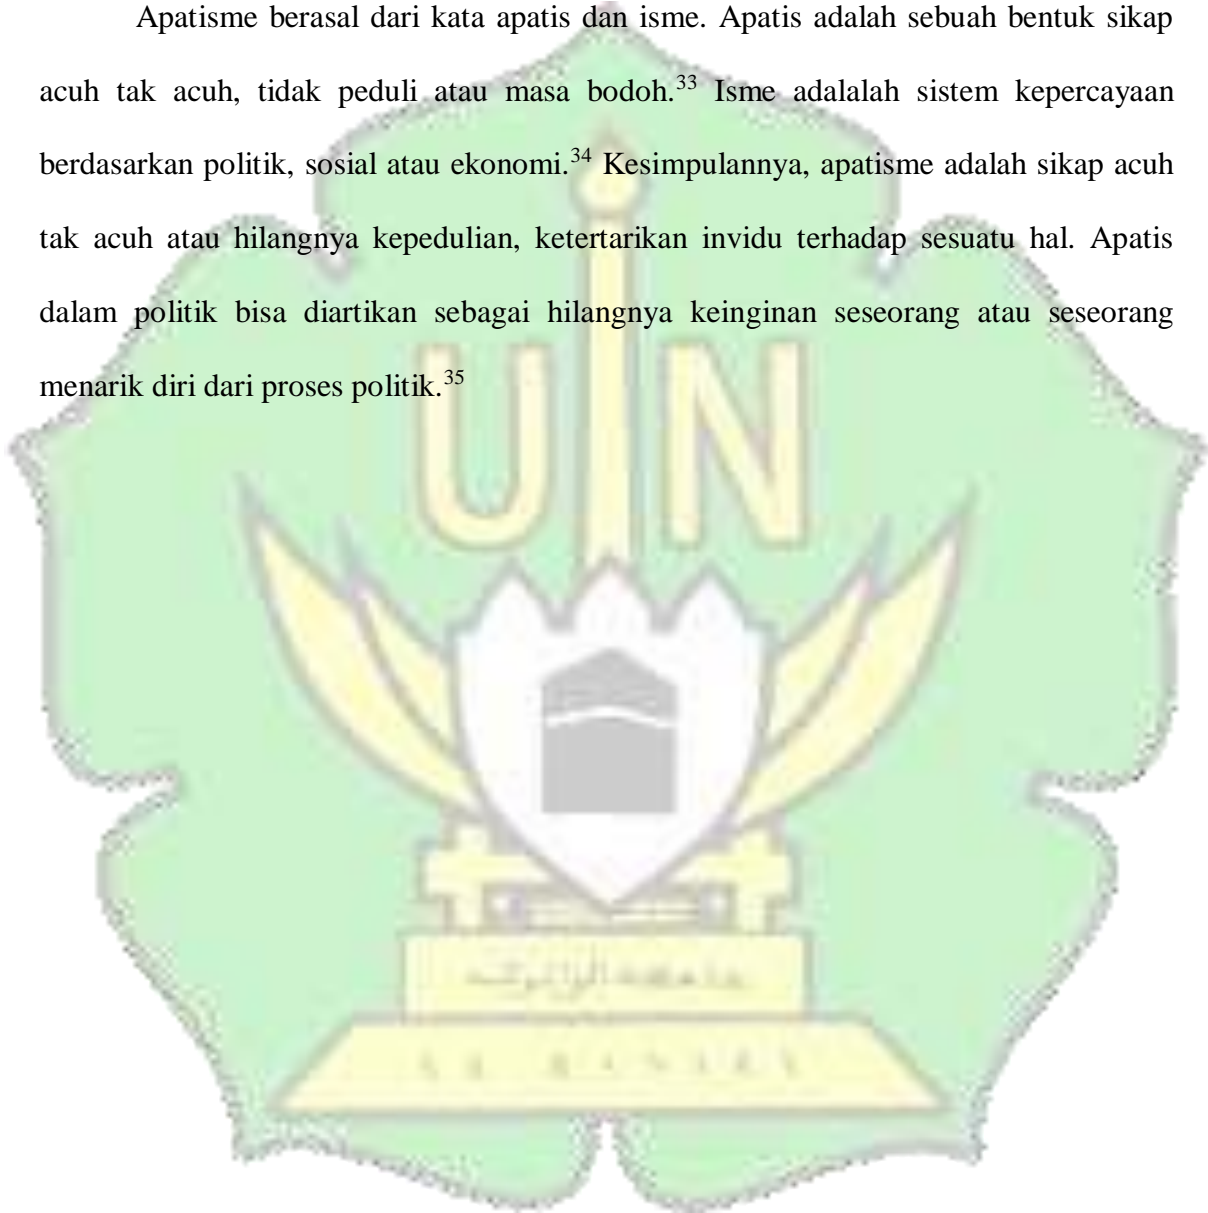 Apatisme berasal dari kata apatis dan isme. Apatis adalah sebuah bentuk sikap
acuh tak acuh, tidak peduli atau masa bodoh.33 Isme adalalah sistem kepercayaan
berdasarkan politik, sosial atau ekonomi.34 Kesimpulannya, apatisme adalah sikap acuh
tak acuh atau hilangnya kepedulian, ketertarikan invidu terhadap sesuatu hal. Apatis
dalam politik bisa diartikan sebagai hilangnya keinginan seseorang atau seseorang
menarik diri dari proses politik.35
UIN